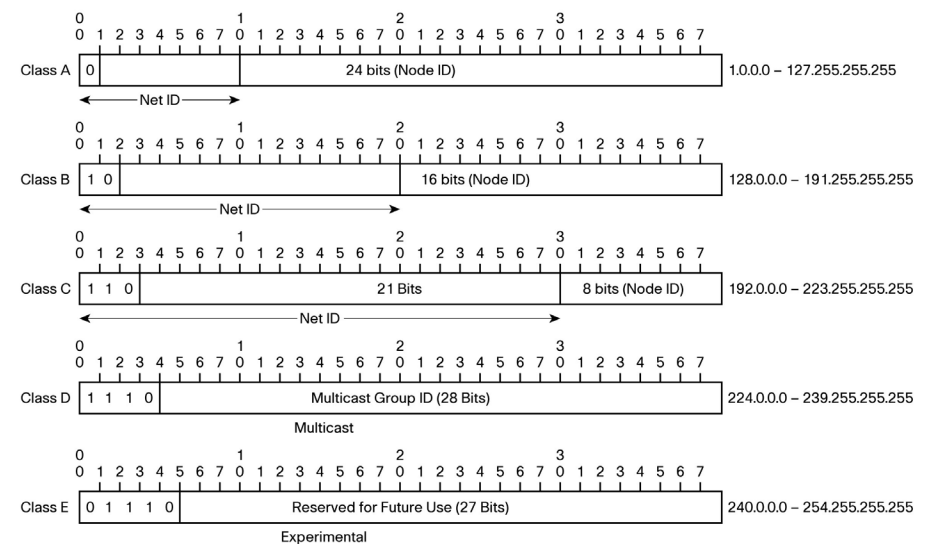 0 1 2 3
0 1 2 3 4 5 6 7 0 1 2 3 4 5 6 7 0 1 2 3 4 5 6 7 0 1 2 3 4 5 6 7
Class A 0 24 bits (Node ID) 1.0.0.0 – 127.255.255.255
Net ID
0 1 2 3
0 1 2 3 4 5 6 7 0 1 2 3 4 5 6 7 0 1 2 3 4 5 6 7 0 1 2 3 4 5 6 7
Class B 1 0 16 bits (Node ID) 128.0.0.0 – 191.255.255.255
Net ID
0 1 2 3
0 1 2 3 4 5 6 7 0 1 2 3 4 5 6 7 0 1 2 3 4 5 6 7 0 1 2 3 4 5 6 7
Class C 1 1 0 21 Bits 8 bits (Node ID) 192.0.0.0 – 223.255.255.255
Net ID
0 1 2 3
0 1 2 3 4 5 6 7 0 1 2 3 4 5 6 7 0 1 2 3 4 5 6 7 0 1 2 3 4 5 6 7
Class D 1 1 1 0 Multicast Group ID (28 Bits) 224.0.0.0 – 239.255.255.255
Multicast
0 1 2 3
0 1 2 3 4 5 6 7 0 1 2 3 4 5 6 7 0 1 2 3 4 5 6 7 0 1 2 3 4 5 6 7
Class E 0 1 1 1 0 Reserved for Future Use (27 Bits) 240.0.0.0 – 254.255.255.255
Experimental